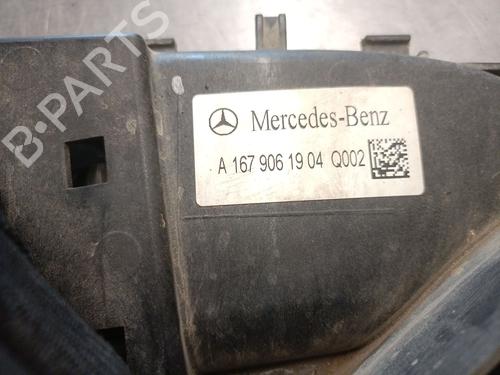 B-PARTS
Mercedes-Benz
A 167 906 19 04 Q002